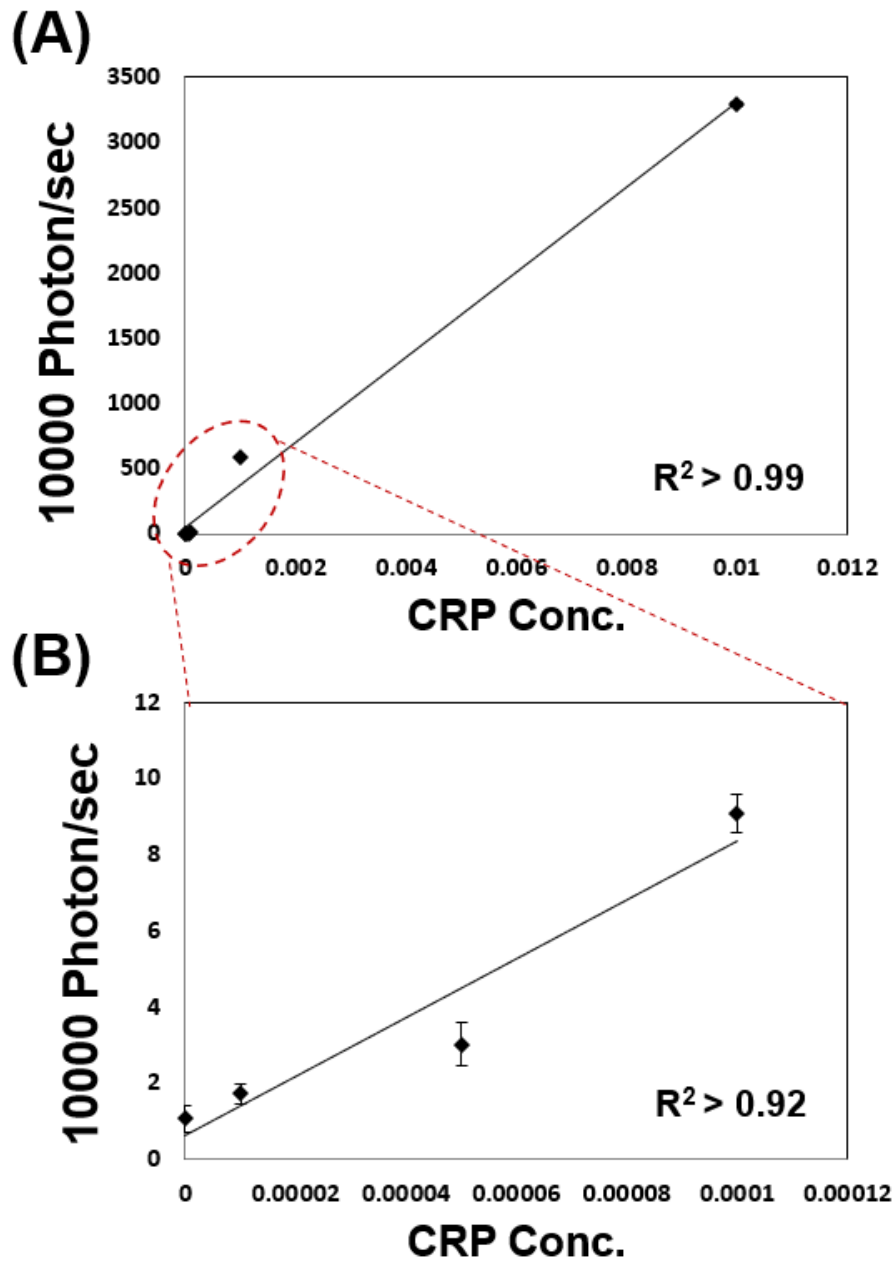 (A)
10000 Photon/sec
3500
3000
2500
2000
1500
1000
500
0
R² > 0.99
0 0.002 0.004 0.006 0.008 0.01 0.012
CRP Conc.
(B)
10000 Photon/sec
12
10
8
6
4
2
0
R² > 0.92
0 0.00002 0.00004 0.00006 0.00008 0.0001 0.00012
CRP Conc.